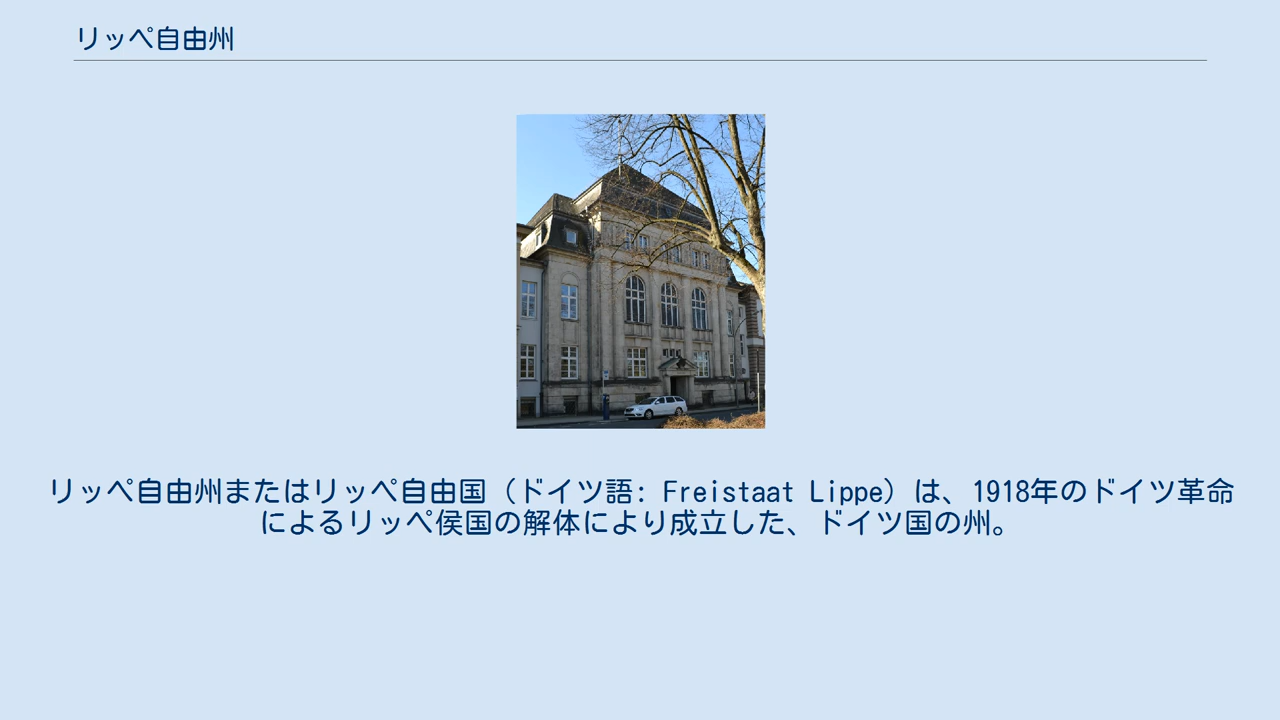 リッペ自由州
リッペ自由州またはリッペ自由国（ドイツ語: Freistaat Lippe）は、1918年のドイツ革命
によるリッペ侯国の解体により成立した、ドイツ国の州。